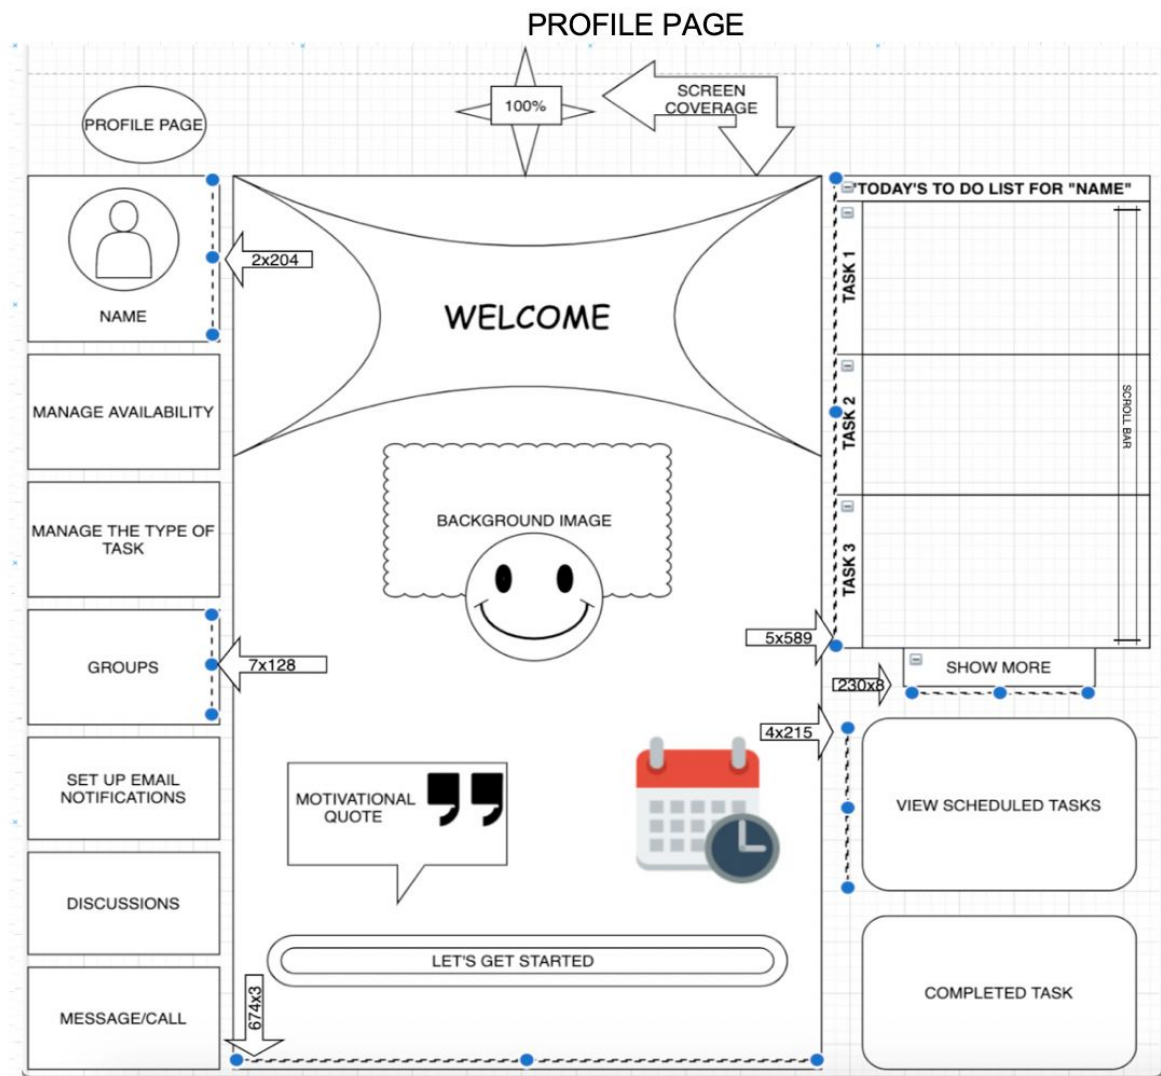 PROFILE PAGE
PROFILE PAGE
100%
SCREEN
COVERAGE
NAME
2x204
MANAGE AVAILABILITY
MANAGE THE TYPE OF
TASK
GROUPS
7x128
SET UP EMAIL
NOTIFICATIONS
DISCUSSIONS
MESSAGE/CALL
WELCOME
BACKGROUND IMAGE
MOTIVATIONAL
QUOTE
LET'S GET STARTED
674x3
"TODAY'S TO DO LIST FOR "NAME"
TASK 1
TASK 2
TASK 3
SCROLL BAR
5x589
SHOW MORE
230x8
4x215
VIEW SCHEDULED TASKS
COMPLETED TASK